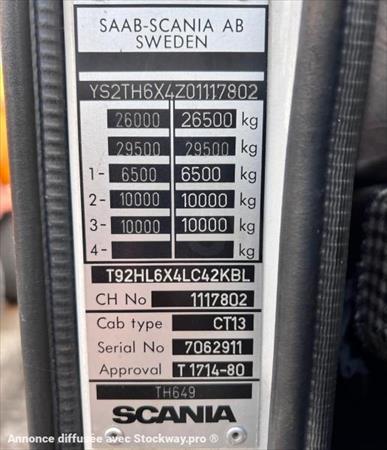 SAAB-SCANIA AB
SWEDEN
YS2TH6X4Z01117802
26000 26500 kg
29500 29500 kg
1- 6500 6500 kg
2- 10000 10000 kg
3- 10000 10000 kg
4- kg
T92HL6X4LC42KBL
CH No 1117802
Cab type CT13
Serial No 7062911
Approval T1714-80
TH649
SCANIA
Annonce diffusée avec Stockway.pro ®